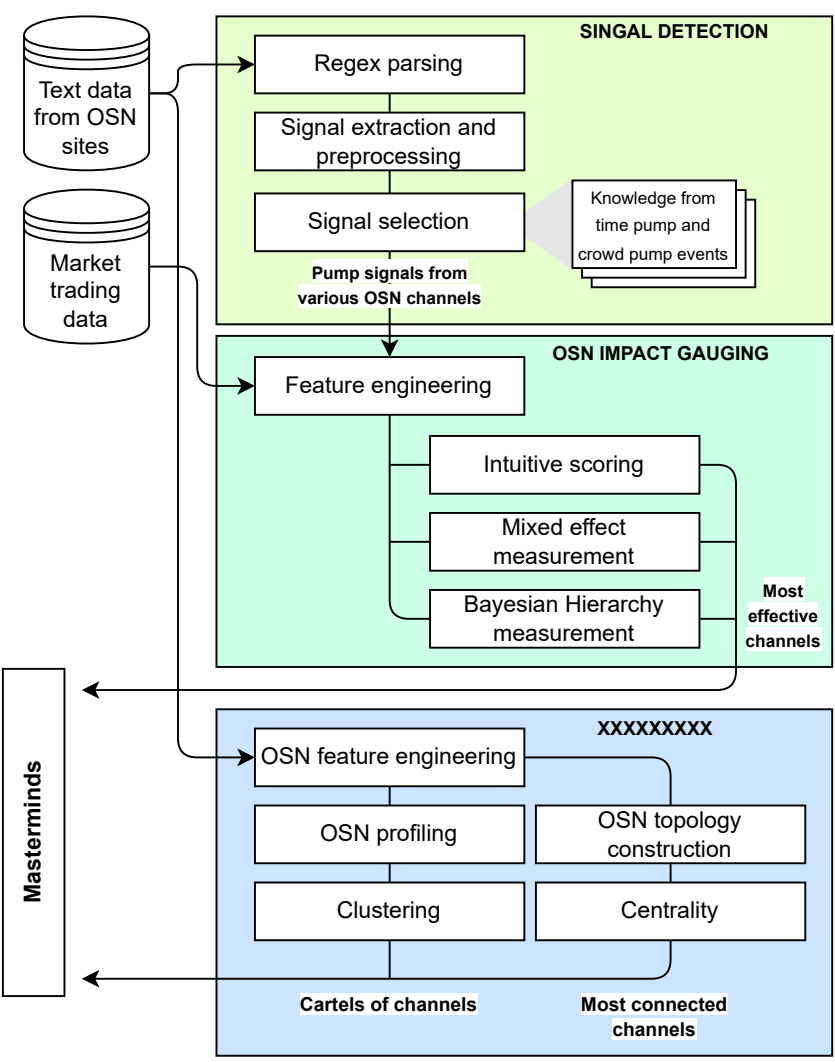 Text data
from OSN
sites
Market
trading
data
SINGAL DETECTION
Regex parsing
Signal extraction and
preprocessing
Signal selection
Knowledge from
time pump and
crowd pump events
Pump signals from
various OSN channels
OSN IMPACT GAUGING
Feature engineering
Intuitive scoring
Mixed effect
measurement
Bayesian Hierarchy
measurement
Most
effective
channels
Masterminds
XXXXXXXXX
OSN feature engineering
OSN profiling
Clustering
OSN topology
construction
Centrality
Cartels of channels
Most connected
channels